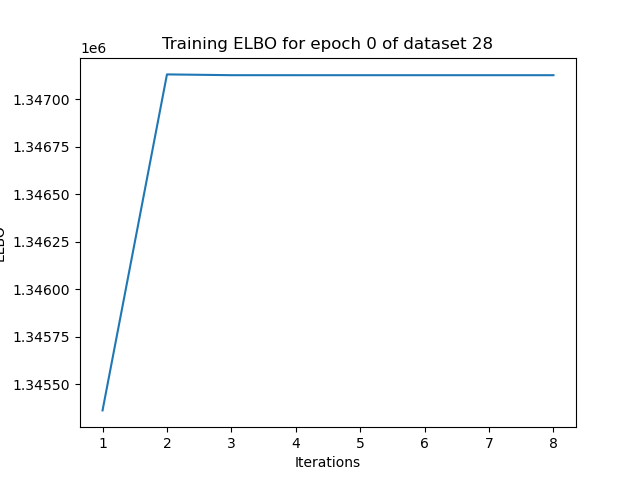 Training ELBO for epoch 0 of dataset 28
1e6
1.34700
1.34675
1.34650
1.34625
1.34600
1.34575
1.34550
ELBO
1 2 3 4 5 6 7 8
Iterations